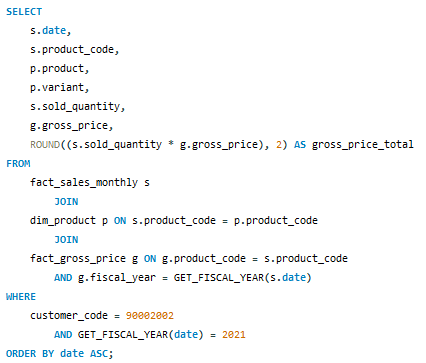 SELECT
s.date,
s.product_code,
p.product,
p.variant,
s.sold_quantity,
g.gross_price,
ROUND((s.sold_quantity * g.gross_price), 2) AS gross_price_total
FROM
fact_sales_monthly s
JOIN
dim_product p ON s.product_code = p.product_code
JOIN
fact_gross_price g ON g.product_code = s.product_code
AND g.fiscal_year = GET_FISCAL_YEAR(s.date)
WHERE
customer_code = 90002002
AND GET_FISCAL_YEAR(date) = 2021
ORDER BY date ASC;